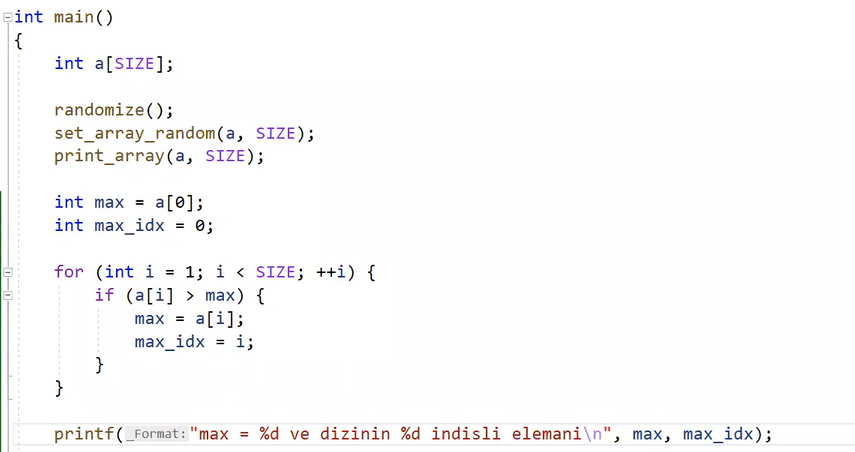 int main()
{
    int a[SIZE];

    randomize();
    set_array_random(a, SIZE);
    print_array(a, SIZE);

    int max = a[0];
    int max_idx = 0;

    for (int i = 1; i < SIZE; ++i) {
        if (a[i] > max) {
            max = a[i];
            max_idx = i;
        }
    }

    printf(_Format:"max = %d ve dizinin %d indisli elemani\n", max, max_idx);